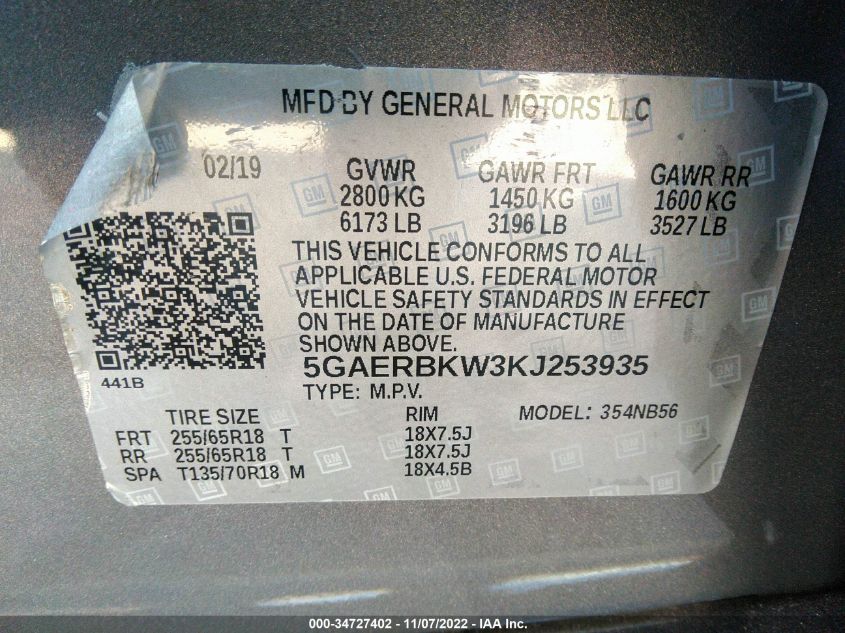 MFD BY GENERAL MOTORS LLC
02/19 GVWR GAWR FRT GAWR RR
2800 KG 1450 KG 1600 KG
6173 LB 3196 LB 3527 LB
THIS VEHICLE CONFORMS TO ALL
APPLICABLE U.S. FEDERAL MOTOR
VEHICLE SAFETY STANDARDS IN EFFECT
ON THE DATE OF MANUFACTURE
SHOWN ABOVE.
441B
5GAERBKW3KJ253935
TYPE: M.P.V.
TIRE SIZE RIM MODEL: 354NB56
FRT 255/65R18 T 18X7.5J
RR 255/65R18 T 18X7.5J
SPA T135/70R18 M 18X4.5B
000-34727402 - 11/07/2022 - IAA Inc.